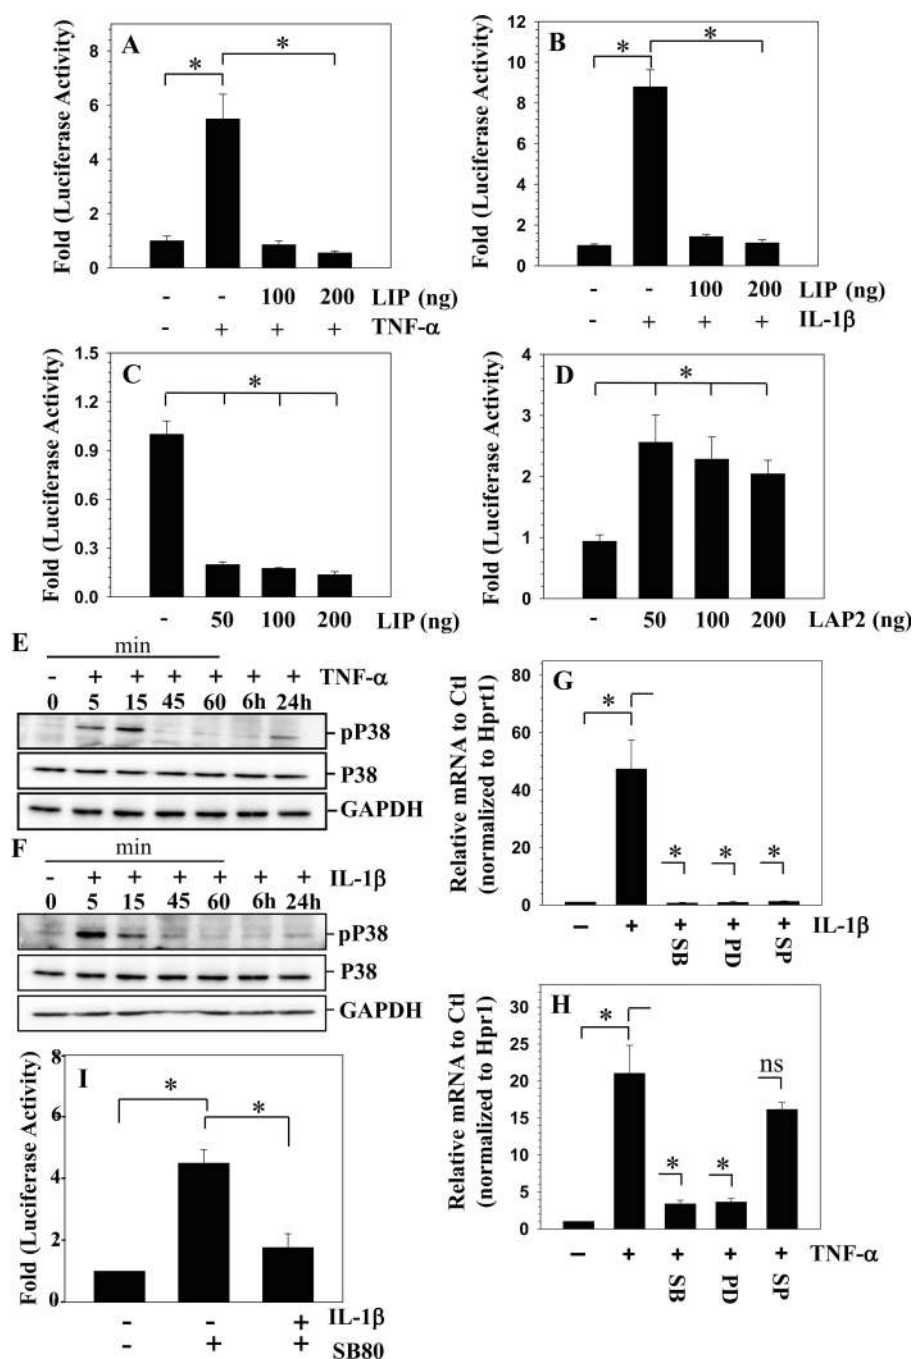 A
Fold (Luciferase Activity)
8
6
4
2
0
*
*
- - 100 200 LIP (ng)
- + + + TNF-α
B
Fold (Luciferase Activity)
12
10
8
6
4
2
0
*
*
- - 100 200 LIP (ng)
- + + + IL-1β
C
Fold (Luciferase Activity)
1.5
1.2
0.9
0.6
0.3
0.0
*
- 50 100 200 LIP (ng)
D
Fold (Luciferase Activity)
4
3
2
1
0
*
- 50 100 200 LAP2 (ng)
E
min
- + + + + + + TNF-α
0 5 15 45 60 6h 24h
pP38
P38
GAPDH
F
min
- + + + + + + IL-1β
0 5 15 45 60 6h 24h
pP38
P38
GAPDH
G
Relative mRNA to Ctl
(normalized to Hprt1)
80
60
40
20
0
*
* * *
– + + + + IL-1β
SB PD SP
H
Relative mRNA to Ctl
(normalized to Hpr1)
30
25
20
15
10
5
0
*
* * ns
– + + + + TNF-α
SB PD SP
I
Fold (Luciferase Activity)
8
6
4
2
0
*
*
- - + IL-1β
- + + SB80